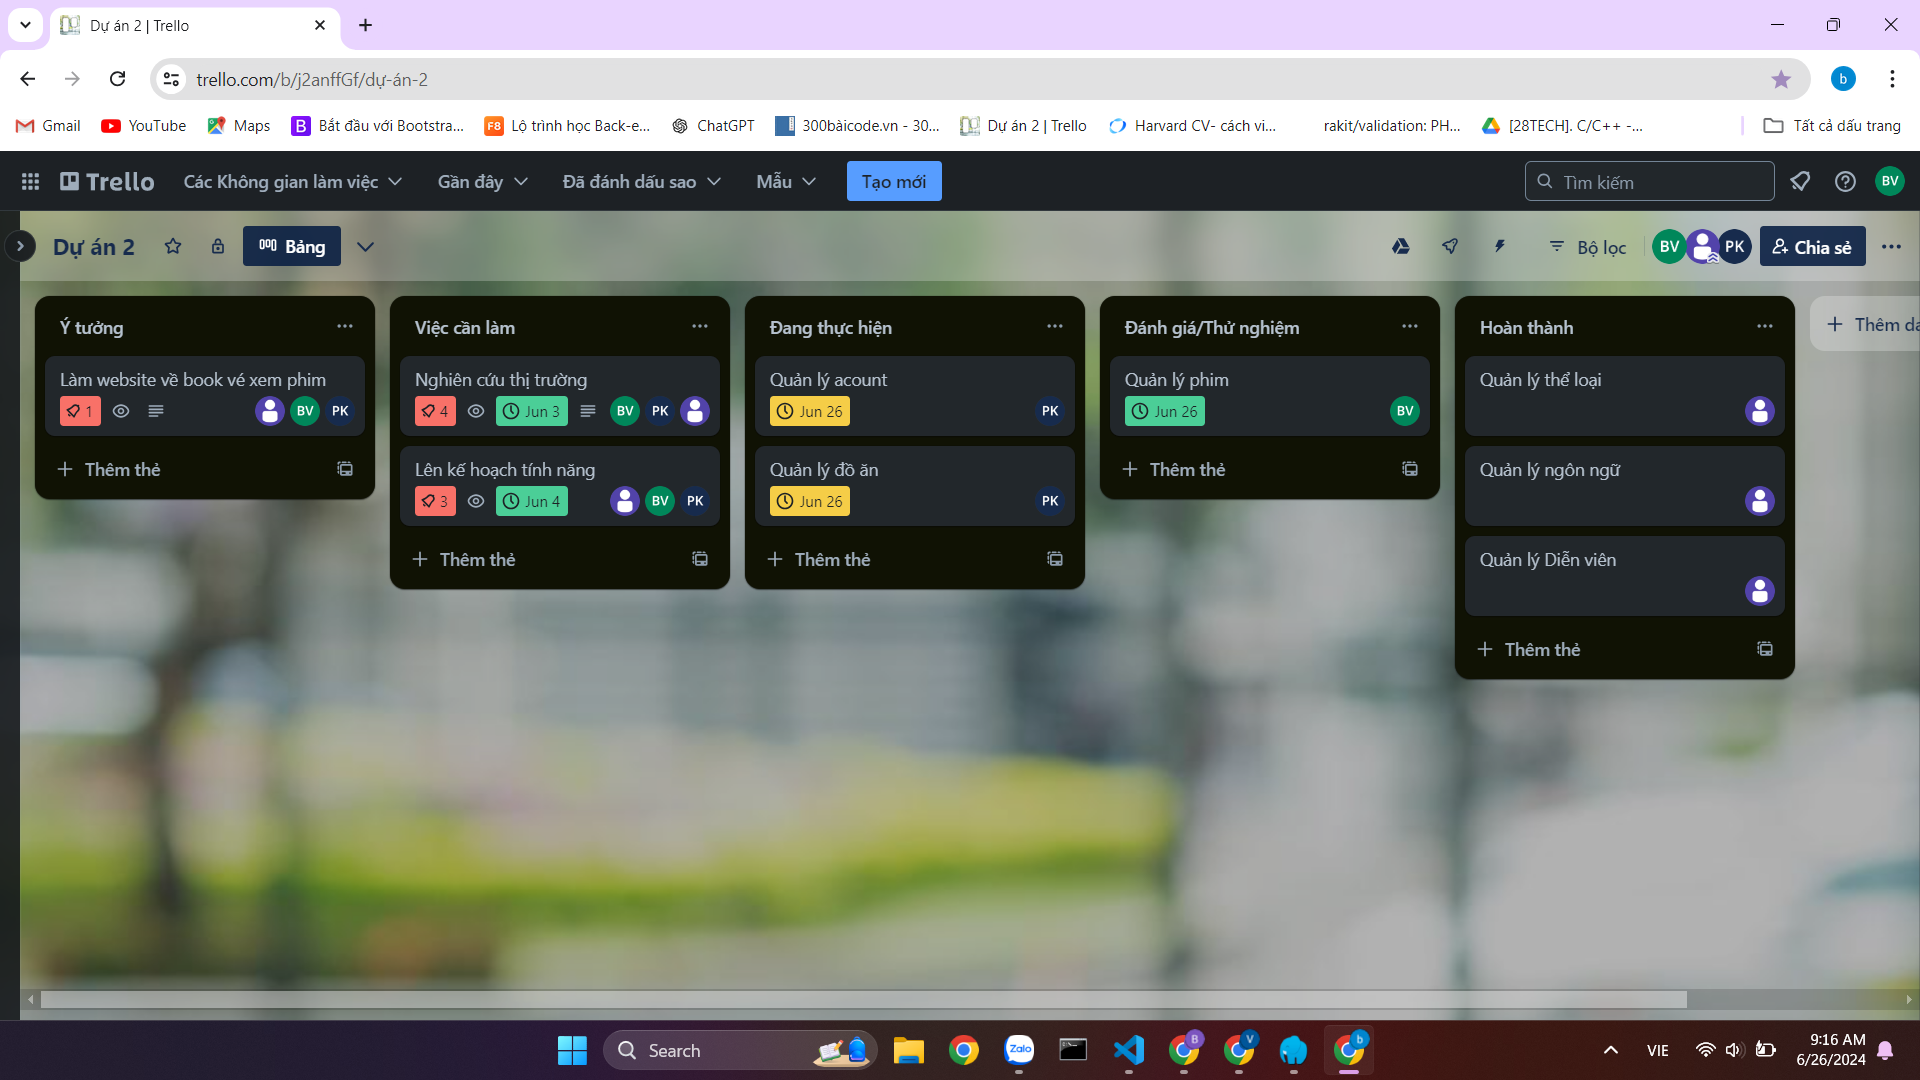 Dự án 2 | Trello
trello.com/b/j2anffGf/dự-án-2
b
Gmail
YouTube
Maps
B
Bắt đầu với Bootstra...
F8
Lộ trình học Back-e...
ChatGPT
300bàicode.vn - 30...
Dự án 2 | Trello
Harvard CV- cách vi...
rakit/validation: PH...
[28TECH]. C/C++ -...
Tất cả dấu trang
Trello
Các Không gian làm việc
Gần đây
Đã đánh dấu sao
Mẫu
Tạo mới
Tìm kiếm
BV
Dự án 2
Bảng
Bộ lọc
BV
PK
Chia sẻ
Ý tưởng
Làm website về book vé xem phim
1
BV
PK
Thêm thẻ
Việc cần làm
Nghiên cứu thị trường
4
Jun 3
BV
PK
Lên kế hoạch tính năng
3
Jun 4
BV
PK
Thêm thẻ
Đang thực hiện
Quản lý acount
Jun 26
PK
Quản lý đồ ăn
Jun 26
PK
Thêm thẻ
Đánh giá/Thử nghiệm
Quản lý phim
Jun 26
BV
Thêm thẻ
Hoàn thành
Quản lý thể loại
Quản lý ngôn ngữ
Quản lý Diễn viên
Thêm thẻ
Thêm da
Search
Zalo
B
V
b
VIE
9:16 AM
6/26/2024